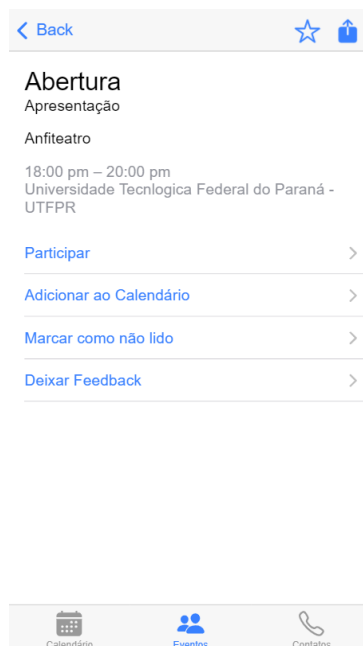 Back
Abertura
Apresentação
Anfiteatro
18:00 pm – 20:00 pm
Universidade Tecnlogica Federal do Paraná -
UTFPR
Participar
Adicionar ao Calendário
Marcar como não lido
Deixar Feedback
Calendário Eventos Contatos